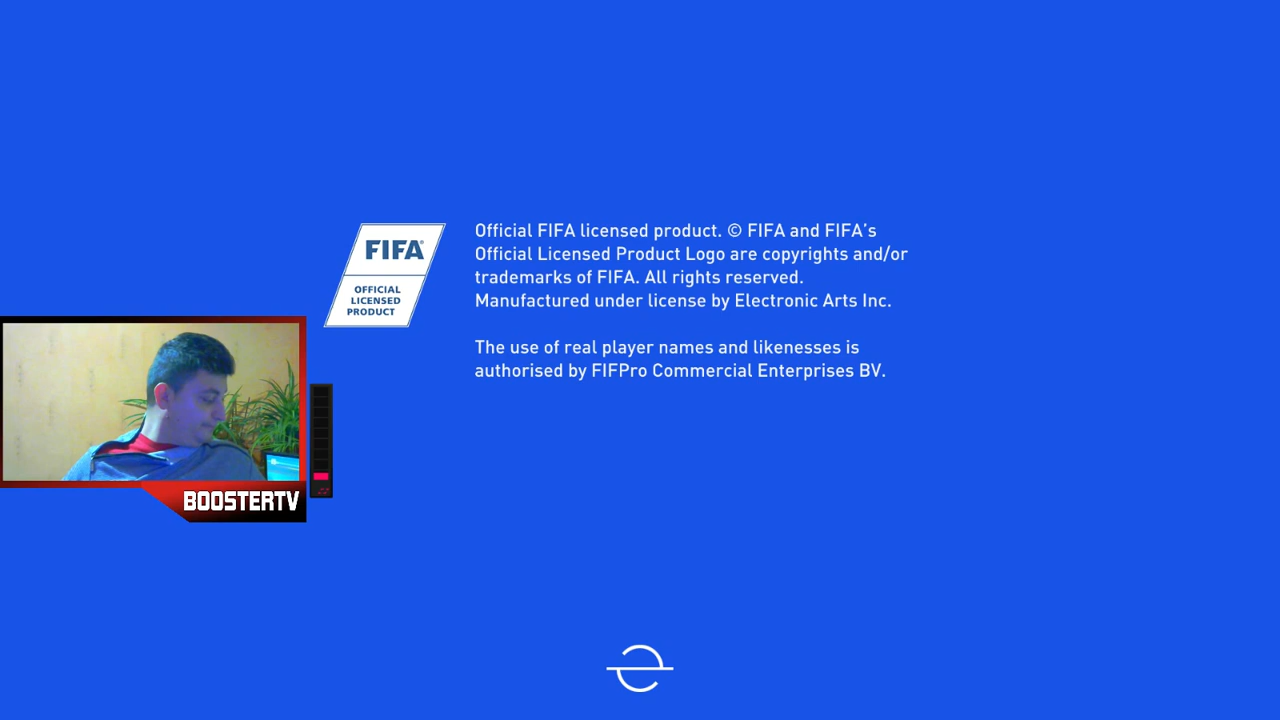 FIFA
OFFICIAL
LICENSED
PRODUCT
Official FIFA licensed product. © FIFA and FIFA's
Official Licensed Product Logo are copyrights and/or
trademarks of FIFA. All rights reserved.
Manufactured under license by Electronic Arts Inc.
The use of real player names and likenesses is
authorised by FIFPro Commercial Enterprises BV.
BOOSTERTV